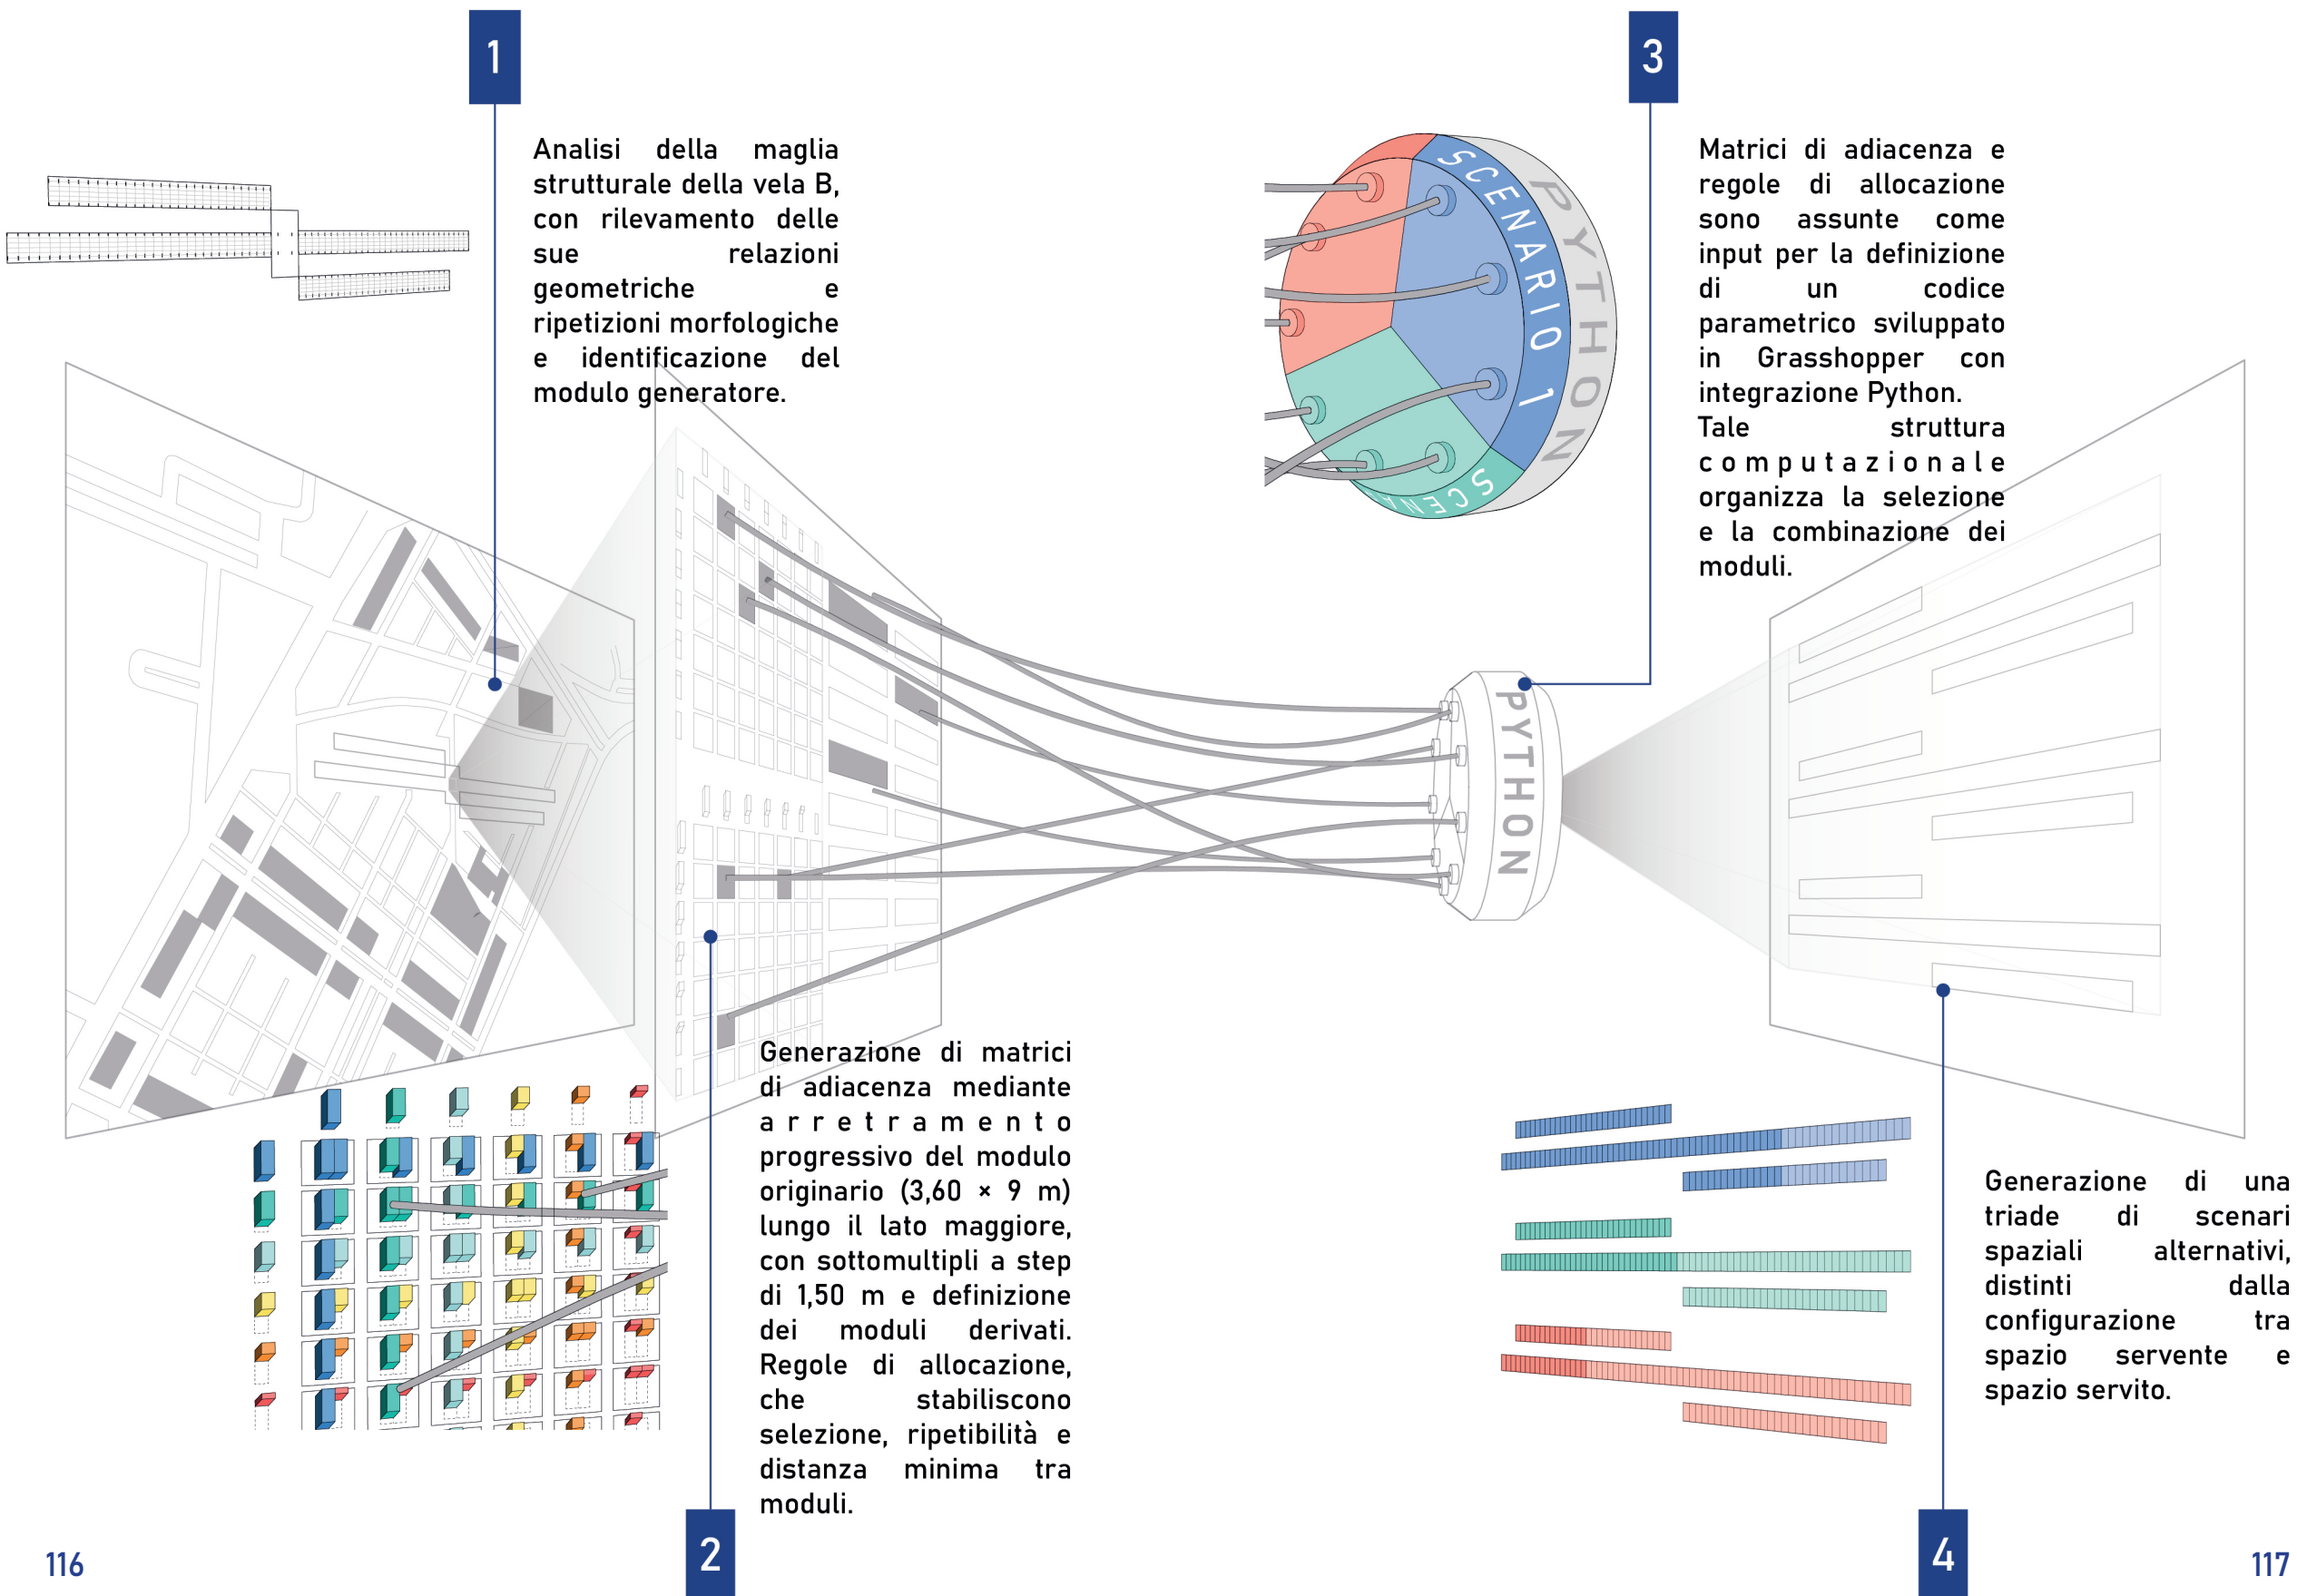 1
Analisi della maglia
strutturale della vela B,
con rilevamento delle
sue relazioni
geometriche e
ripetizioni morfologiche
e identificazione del
modulo generatore.
3
Matrici di adiacenza e
regole di allocazione
sono assunte come
input per la definizione
di un codice
parametrico sviluppato
in Grasshopper con
integrazione Python.
Tale struttura
computazionale
organizza la selezione
e la combinazione dei
moduli.
SCENARIO 1
PYTHON
SCENA
PYTHON
Generazione di matrici
di adiacenza mediante
arretramento
progressivo del modulo
originario (3,60 × 9 m)
lungo il lato maggiore,
con sottomultipli a step
di 1,50 m e definizione
dei moduli derivati.
Regole di allocazione,
che stabiliscono
selezione, ripetibilità e
distanza minima tra
moduli.
2
Generazione di una
triade di scenari
spaziali alternativi,
distinti dalla
configurazione tra
spazio servente e
spazio servito.
4
116
117